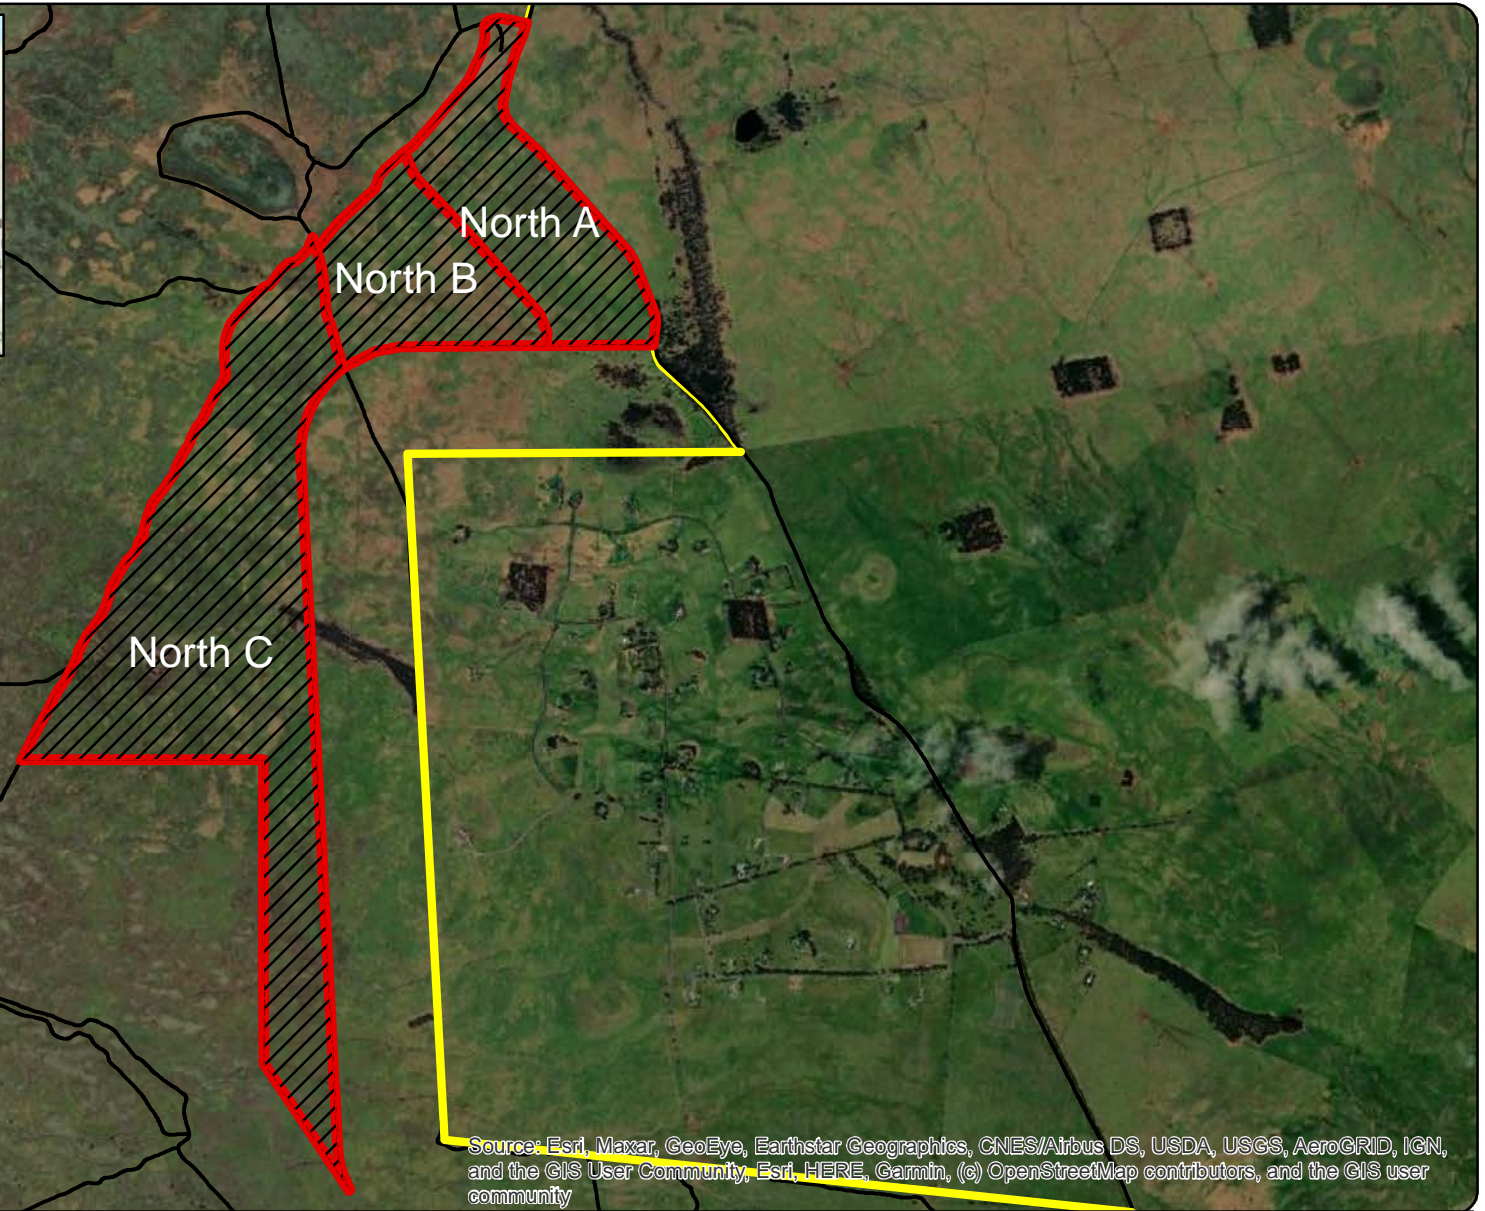 North A
North B
North C
Source: Esri, Maxar, GeoEye, Earthstar Geographics, CNES/Airbus DS, USDA, USGS, AeroGRID, IGN,
and the GIS User Community, Esri, HERE, Garmin, (c) OpenStreetMap contributors, and the GIS user
community